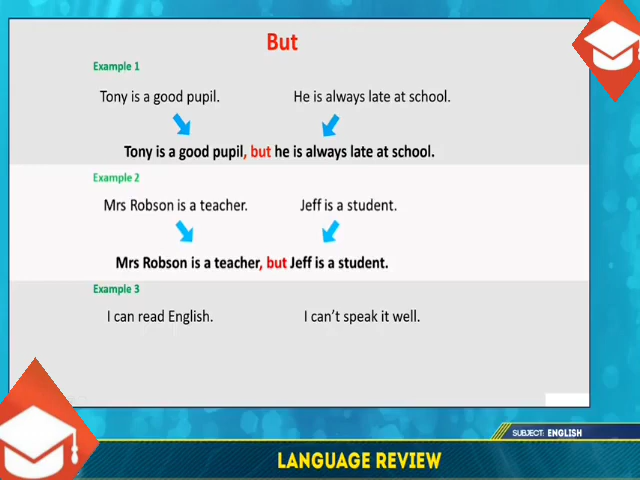 But
Example 1
Tony is a good pupil. He is always late at school.
Tony is a good pupil, but he is always late at school.
Example 2
Mrs Robson is a teacher. Jeff is a student.
Mrs Robson is a teacher, but Jeff is a student.
Example 3
I can read English. I can’t speak it well.
SUBJECT: ENGLISH
LANGUAGE REVIEW